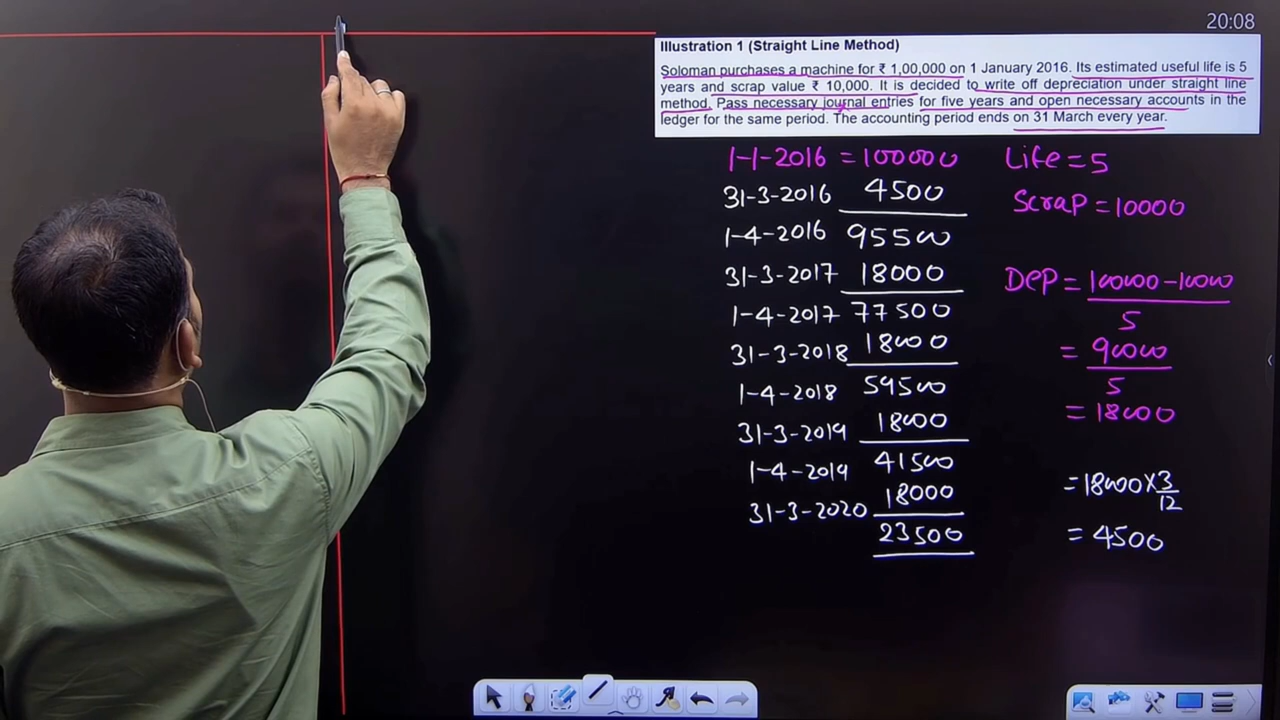 20:08
Illustration 1 (Straight Line Method)
Soloman purchases a machine for ₹ 1,00,000 on 1 January 2016. Its estimated useful life is 5
years and scrap value ₹ 10,000. It is decided to write off depreciation under straight line
method. Pass necessary journal entries for five years and open necessary accounts in the
ledger for the same period. The accounting period ends on 31 March every year.
1-1-2016 = 100000
31-3-2016 4500
1-4-2016 95500
31-3-2017 18000
1-4-2017 77500
31-3-2018 18000
1-4-2018 59500
31-3-2019 18000
1-4-2019 41500
31-3-2020 18000
23500
Life = 5
Scrap = 10000
Dep = 100000 - 10000
5
= 90000
5
= 18000
= 18000 × 3
12
= 4500